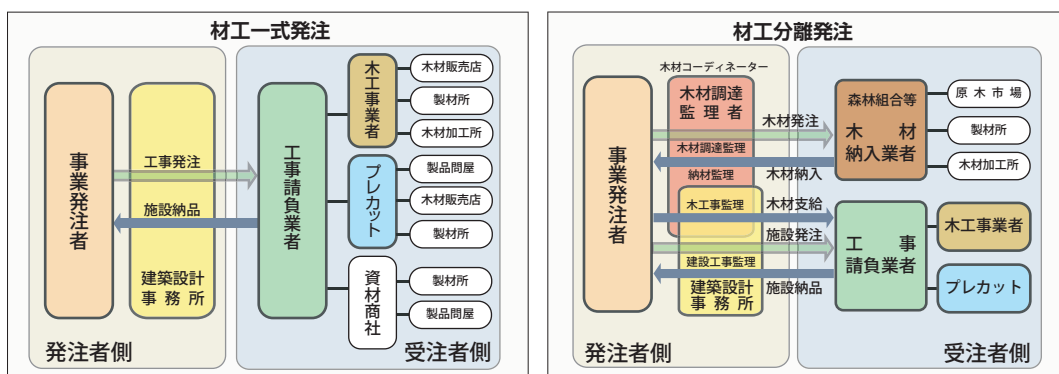 材工一式発注
事業発注者
工事発注
施設納品
建築設計
事務所
発注者側
工事請負業者
木工事業者
木材販売店
製材所
木材加工所
プレカット
製品問屋
木材販売店
製材所
資材商社
製材所
製品問屋
受注者側
材工分離発注
木材コーディネーター
事業発注者
木材調達
監理者
木材調達監理
納材監理
木工事監理
建設工事監理
建築設計
事務所
発注者側
木材発注
木材納入
木材支給
施設発注
施設納品
森林組合等
木材
納入業者
原木市場
製材所
木材加工所
工事
請負業者
木工事業者
プレカット
受注者側